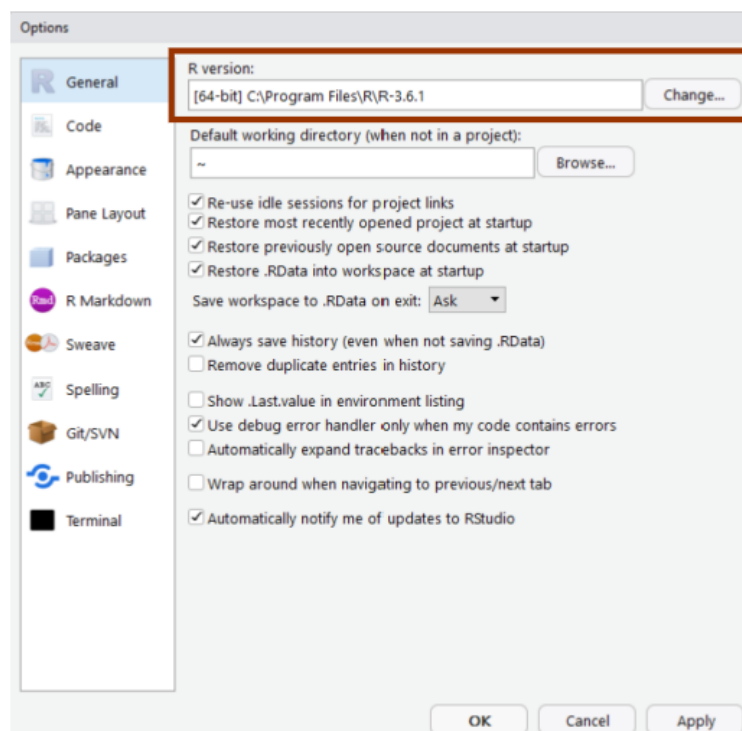 Options
R General
Code
Appearance
Pane Layout
Packages
Rmd R Markdown
Sweave
ABC Spelling
Git/SVN
Publishing
Terminal
R version:
[64-bit] C:\Program Files\R\R-3.6.1 Change...
Default working directory (when not in a project):
~ Browse...
Re-use idle sessions for project links
Restore most recently opened project at startup
Restore previously open source documents at startup
Restore .RData into workspace at startup
Save workspace to .RData on exit: Ask
Always save history (even when not saving .RData)
Remove duplicate entries in history
Show .Last.value in environment listing
Use debug error handler only when my code contains errors
Automatically expand tracebacks in error inspector
Wrap around when navigating to previous/next tab
Automatically notify me of updates to RStudio
OK Cancel Apply